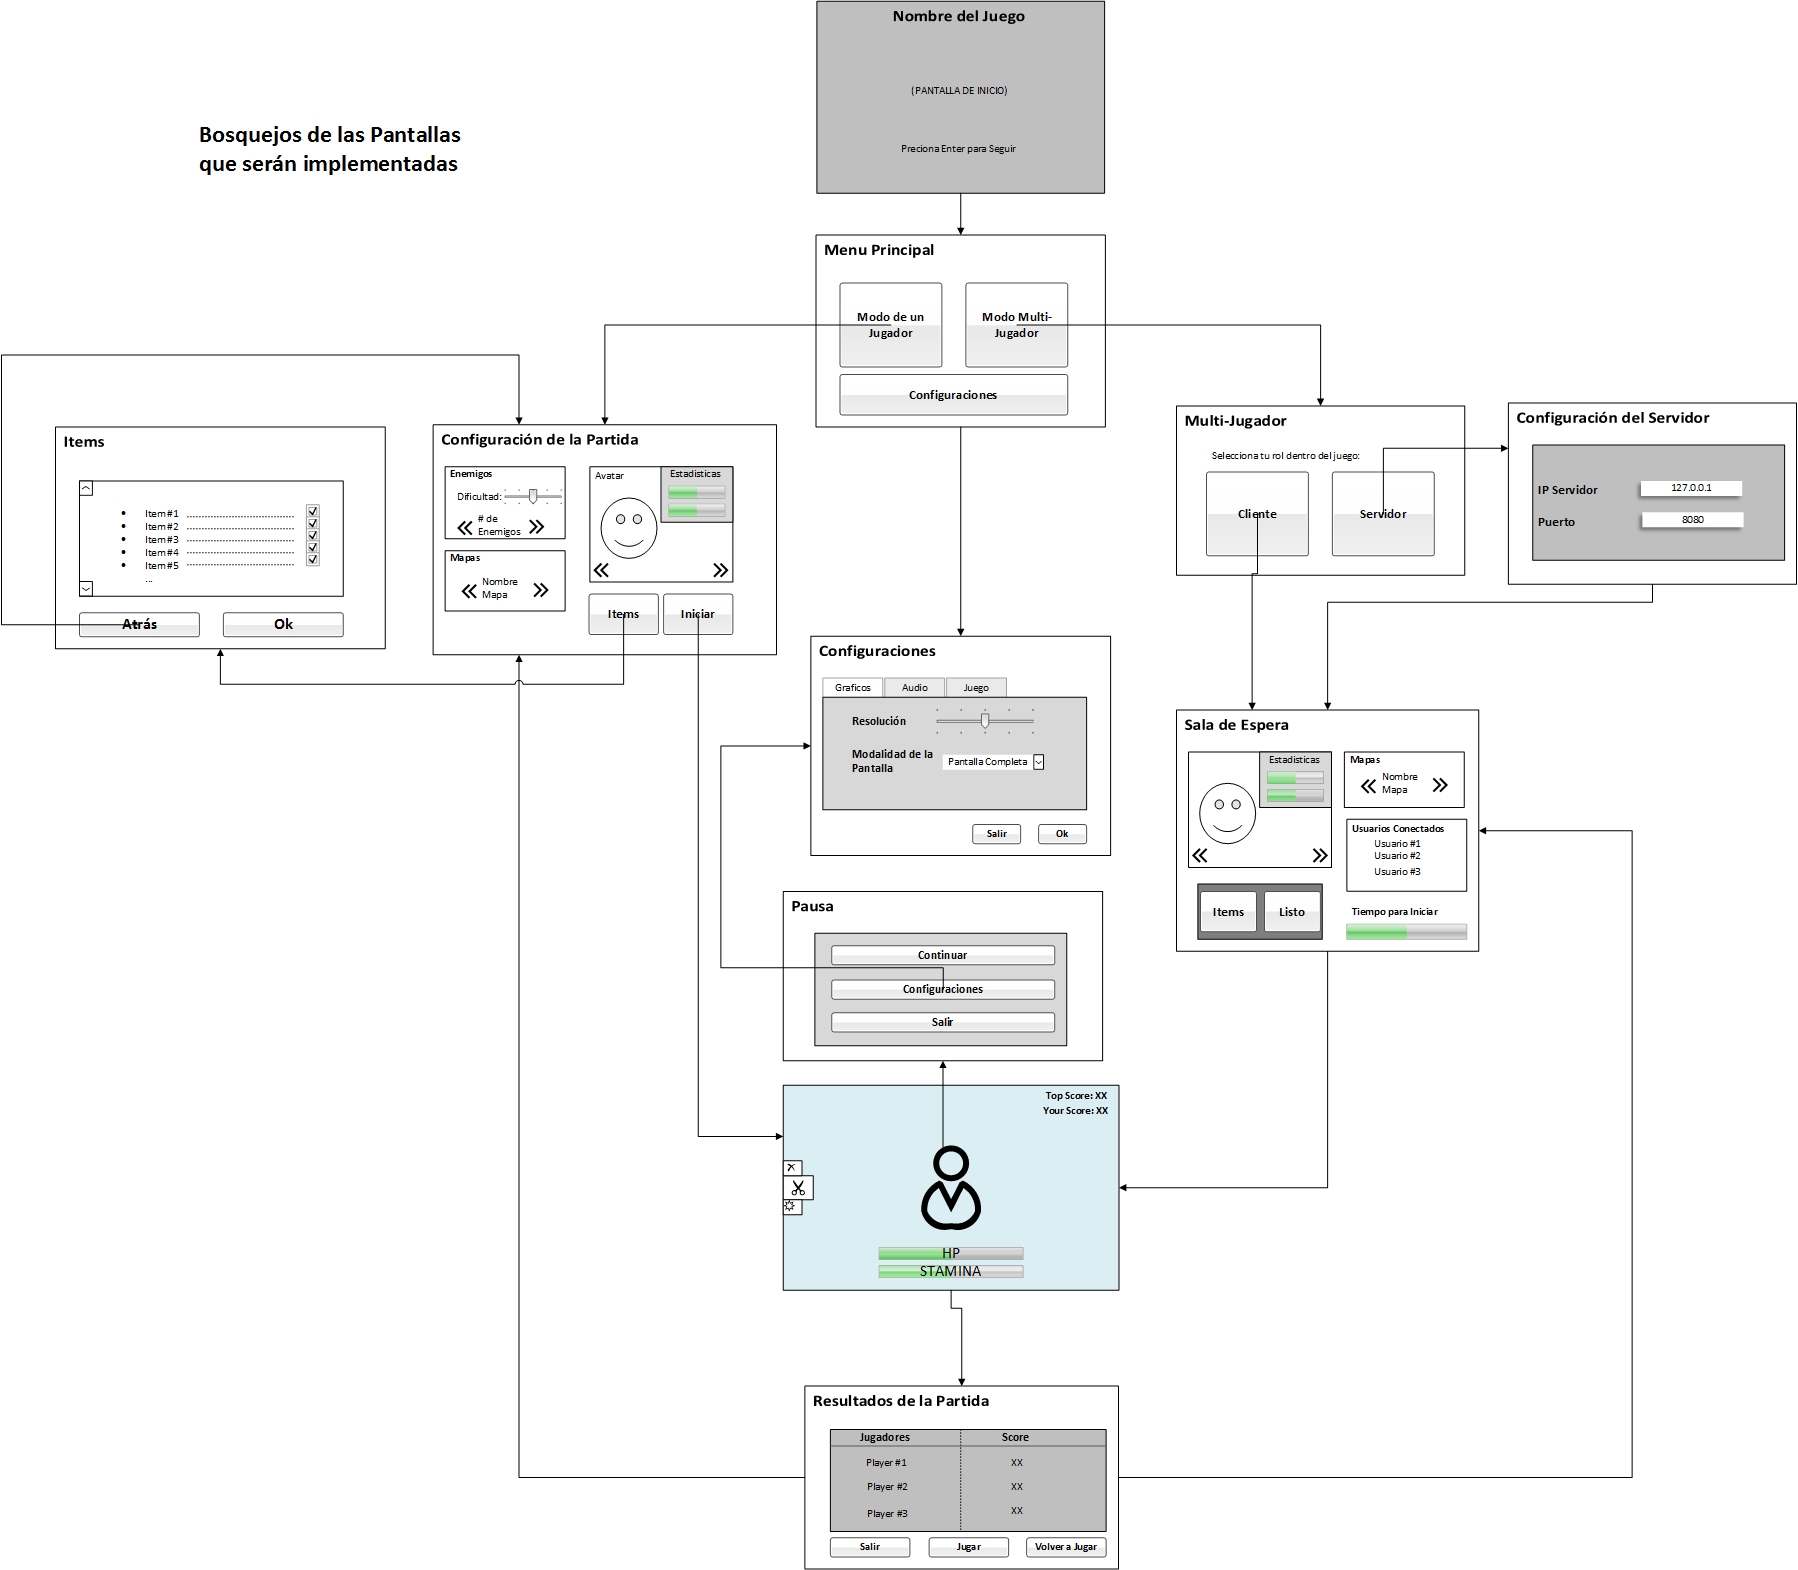 Nombre del Juego
(PANTALLA DE INICIO)
Preciona Enter para Seguir
Bosquejos de las Pantallas
que serán implementadas
Menu Principal
Modo de un
Jugador
Modo Multi-
Jugador
Configuraciones
Items
Item#1
Item#2
Item#3
Item#4
Item#5
...
Atrás
Ok
Configuración de la Partida
Enemigos
Dificultad:
# de
Enemigos
Mapas
Nombre
Mapa
Avatar
Estadisticas
Items
Iniciar
Multi-Jugador
Selecciona tu rol dentro del juego:
Cliente
Servidor
Configuración del Servidor
IP Servidor
127.0.0.1
Puerto
8080
Configuraciones
Graficos
Audio
Juego
Resolución
Modalidad de la
Pantalla
Pantalla Completa
Salir
Ok
Sala de Espera
Estadisticas
Mapas
Nombre
Mapa
Usuarios Conectados
Usuario #1
Usuario #2
Usuario #3
Items
Listo
Tiempo para Iniciar
Pausa
Continuar
Configuraciones
Salir
Top Score: XX
Your Score: XX
HP
STAMINA
Resultados de la Partida
Jugadores
Score
Player #1
XX
Player #2
XX
Player #3
XX
Salir
Jugar
Volver a Jugar